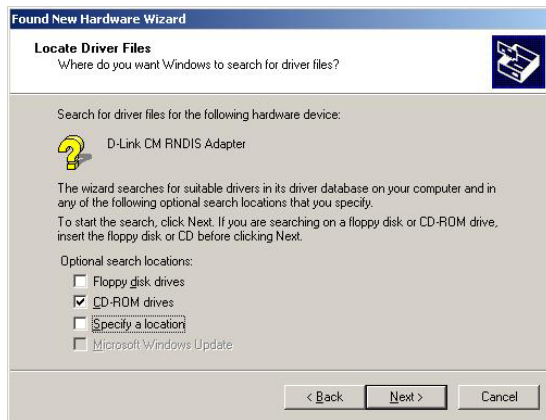 Found New Hardware Wizard
Locate Driver Files
Where do you want Windows to search for driver files?
Search for driver files for the following hardware device:
D-Link CM RNDIS Adapter
The wizard searches for suitable drivers in its driver database on your computer and in
any of the following optional search locations that you specify.
To start the search, click Next. If you are searching on a floppy disk or CD-ROM drive,
insert the floppy disk or CD before clicking Next.
Optional search locations:
Floppy disk drives
CD-ROM drives
Specify a location
Microsoft Windows Update
< Back Next > Cancel